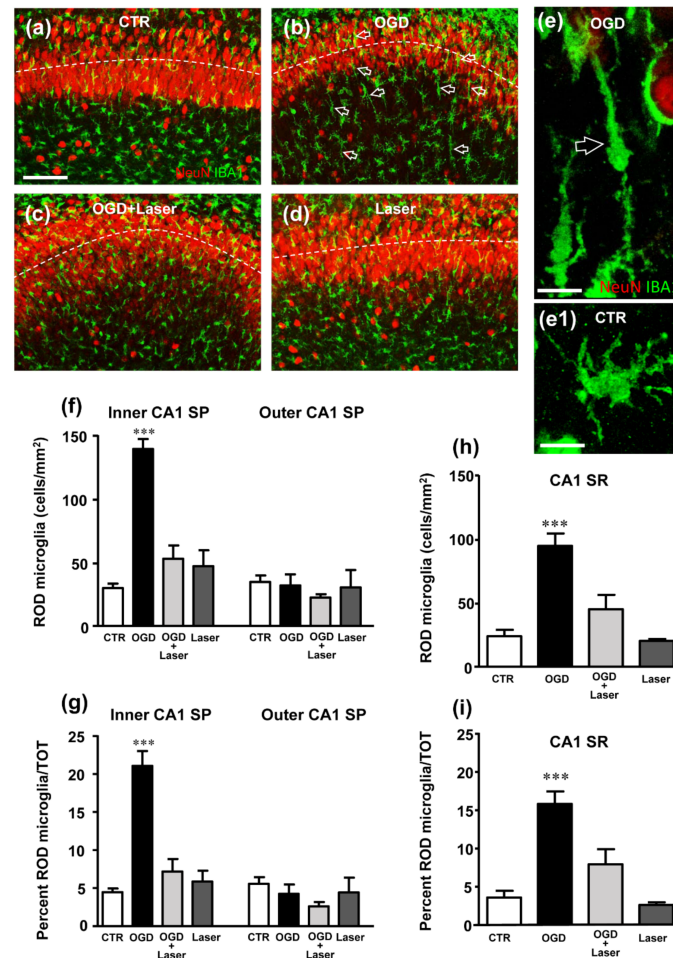 (a) CTR
NeuN IBA1
(b) OGD
(c) OGD+Laser
(d) Laser
(e) OGD
NeuN IBA1
(e1) CTR
(f)
Inner CA1 SP Outer CA1 SP
ROD microglia (cells/mm²)
150
100
50
0
***
CTR OGD OGD + Laser Laser CTR OGD OGD + Laser Laser
(g)
Inner CA1 SP Outer CA1 SP
Percent ROD microglia/TOT
25
20
15
10
5
0
***
CTR OGD OGD + Laser Laser CTR OGD OGD + Laser Laser
(h)
CA1 SR
ROD microglia (cells/mm²)
150
100
50
0
***
CTR OGD OGD + Laser Laser
(i)
CA1 SR
Percent ROD microglia/TOT
25
20
15
10
5
0
***
CTR OGD OGD + Laser Laser